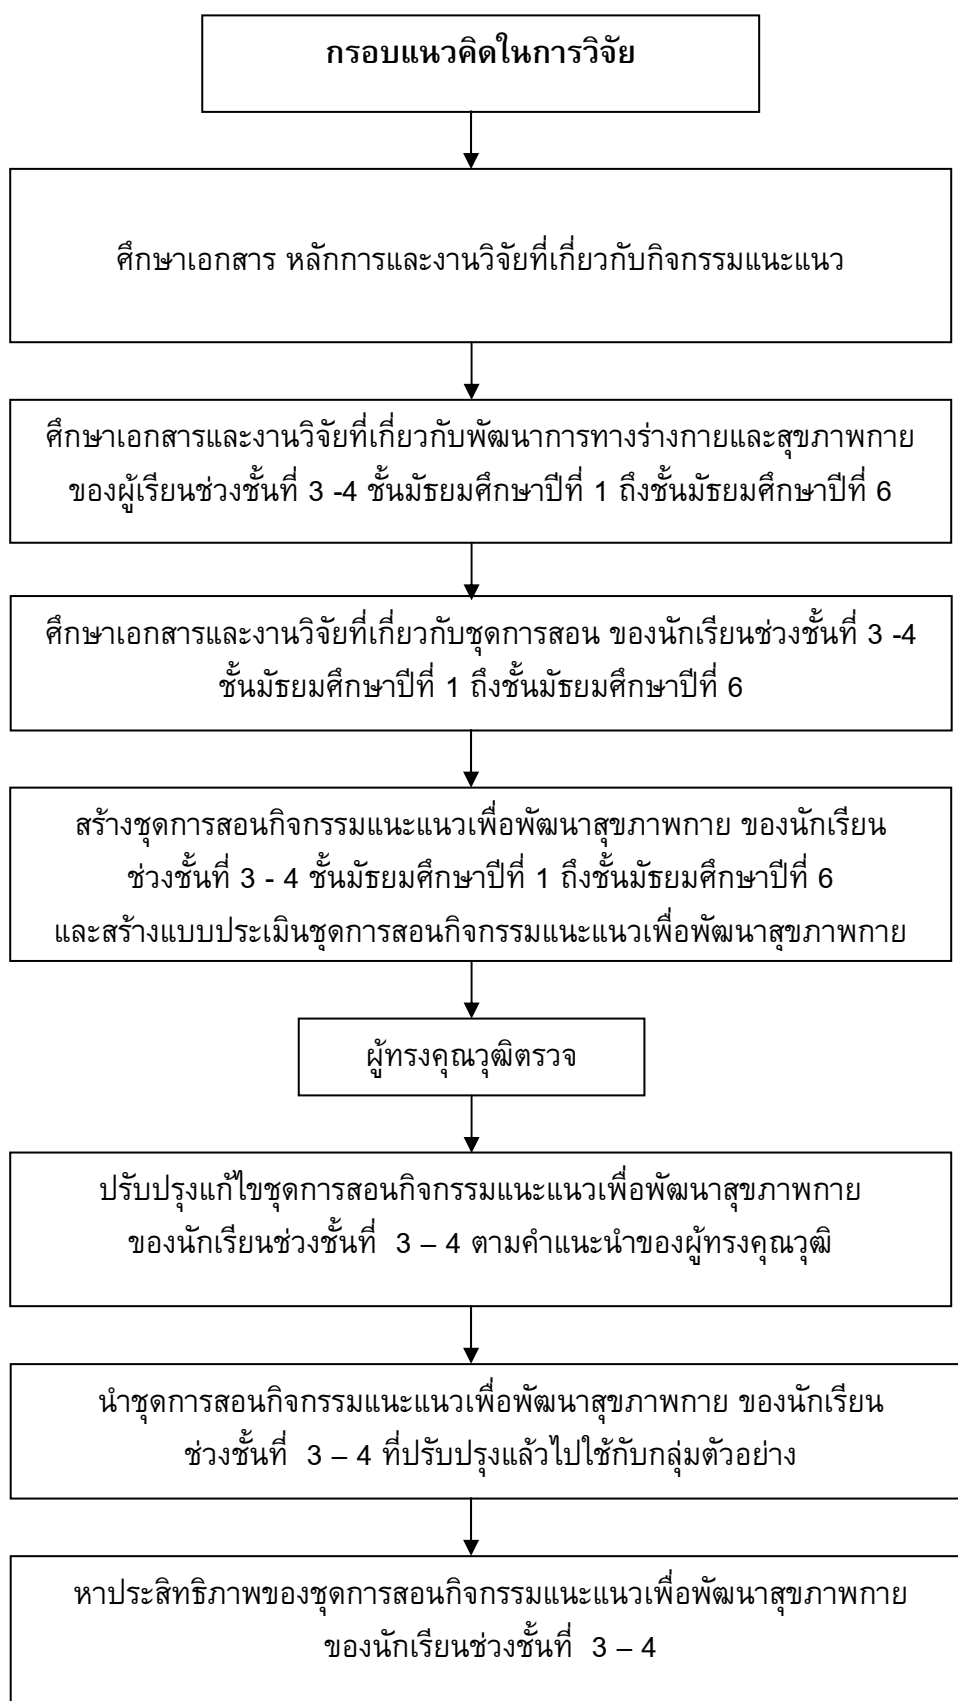 กรอบแนวคิดในการวิจัย
ศึกษาเอกสาร หลักการและงานวิจัยที่เกี่ยวกับกิจกรรมแนะแนว
ศึกษาเอกสารและงานวิจัยที่เกี่ยวกับพัฒนาการทางร่างกายและสุขภาพกาย
ของผู้เรียนช่วงชั้นที่ 3 -4 ชั้นมัธยมศึกษาปีที่ 1 ถึงชั้นมัธยมศึกษาปีที่ 6
ศึกษาเอกสารและงานวิจัยที่เกี่ยวกับชุดการสอน ของนักเรียนช่วงชั้นที่ 3 -4
ชั้นมัธยมศึกษาปีที่ 1 ถึงชั้นมัธยมศึกษาปีที่ 6
สร้างชุดการสอนกิจกรรมแนะแนวเพื่อพัฒนาสุขภาพกาย ของนักเรียน
ช่วงชั้นที่ 3 - 4 ชั้นมัธยมศึกษาปีที่ 1 ถึงชั้นมัธยมศึกษาปีที่ 6
และสร้างแบบประเมินชุดการสอนกิจกรรมแนะแนวเพื่อพัฒนาสุขภาพกาย
ผู้ทรงคุณวุฒิตรวจ
ปรับปรุงแก้ไขชุดการสอนกิจกรรมแนะแนวเพื่อพัฒนาสุขภาพกาย
ของนักเรียนช่วงชั้นที่ 3 – 4 ตามคำแนะนำของผู้ทรงคุณวุฒิ
นำชุดการสอนกิจกรรมแนะแนวเพื่อพัฒนาสุขภาพกาย ของนักเรียน
ช่วงชั้นที่ 3 – 4 ที่ปรับปรุงแล้วไปใช้กับกลุ่มตัวอย่าง
หาประสิทธิภาพของชุดการสอนกิจกรรมแนะแนวเพื่อพัฒนาสุขภาพกาย
ของนักเรียนช่วงชั้นที่ 3 – 4